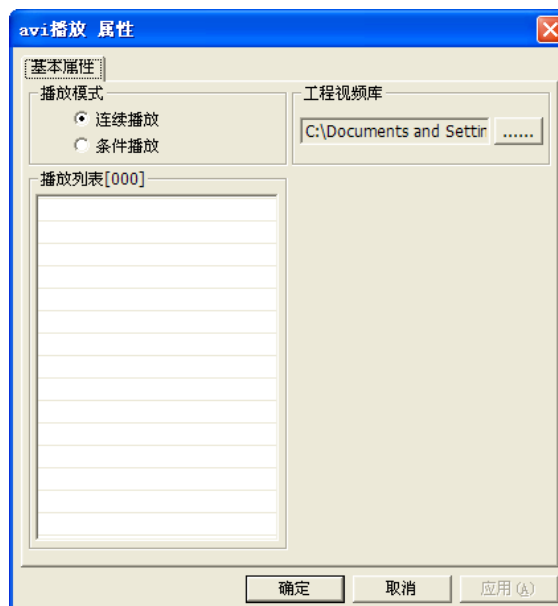 avi播放 属性
基本属性
播放模式
连续播放
条件播放
工程视频库
C:\Documents and Settir
......
播放列表[000]
确定
取消
应用(A)